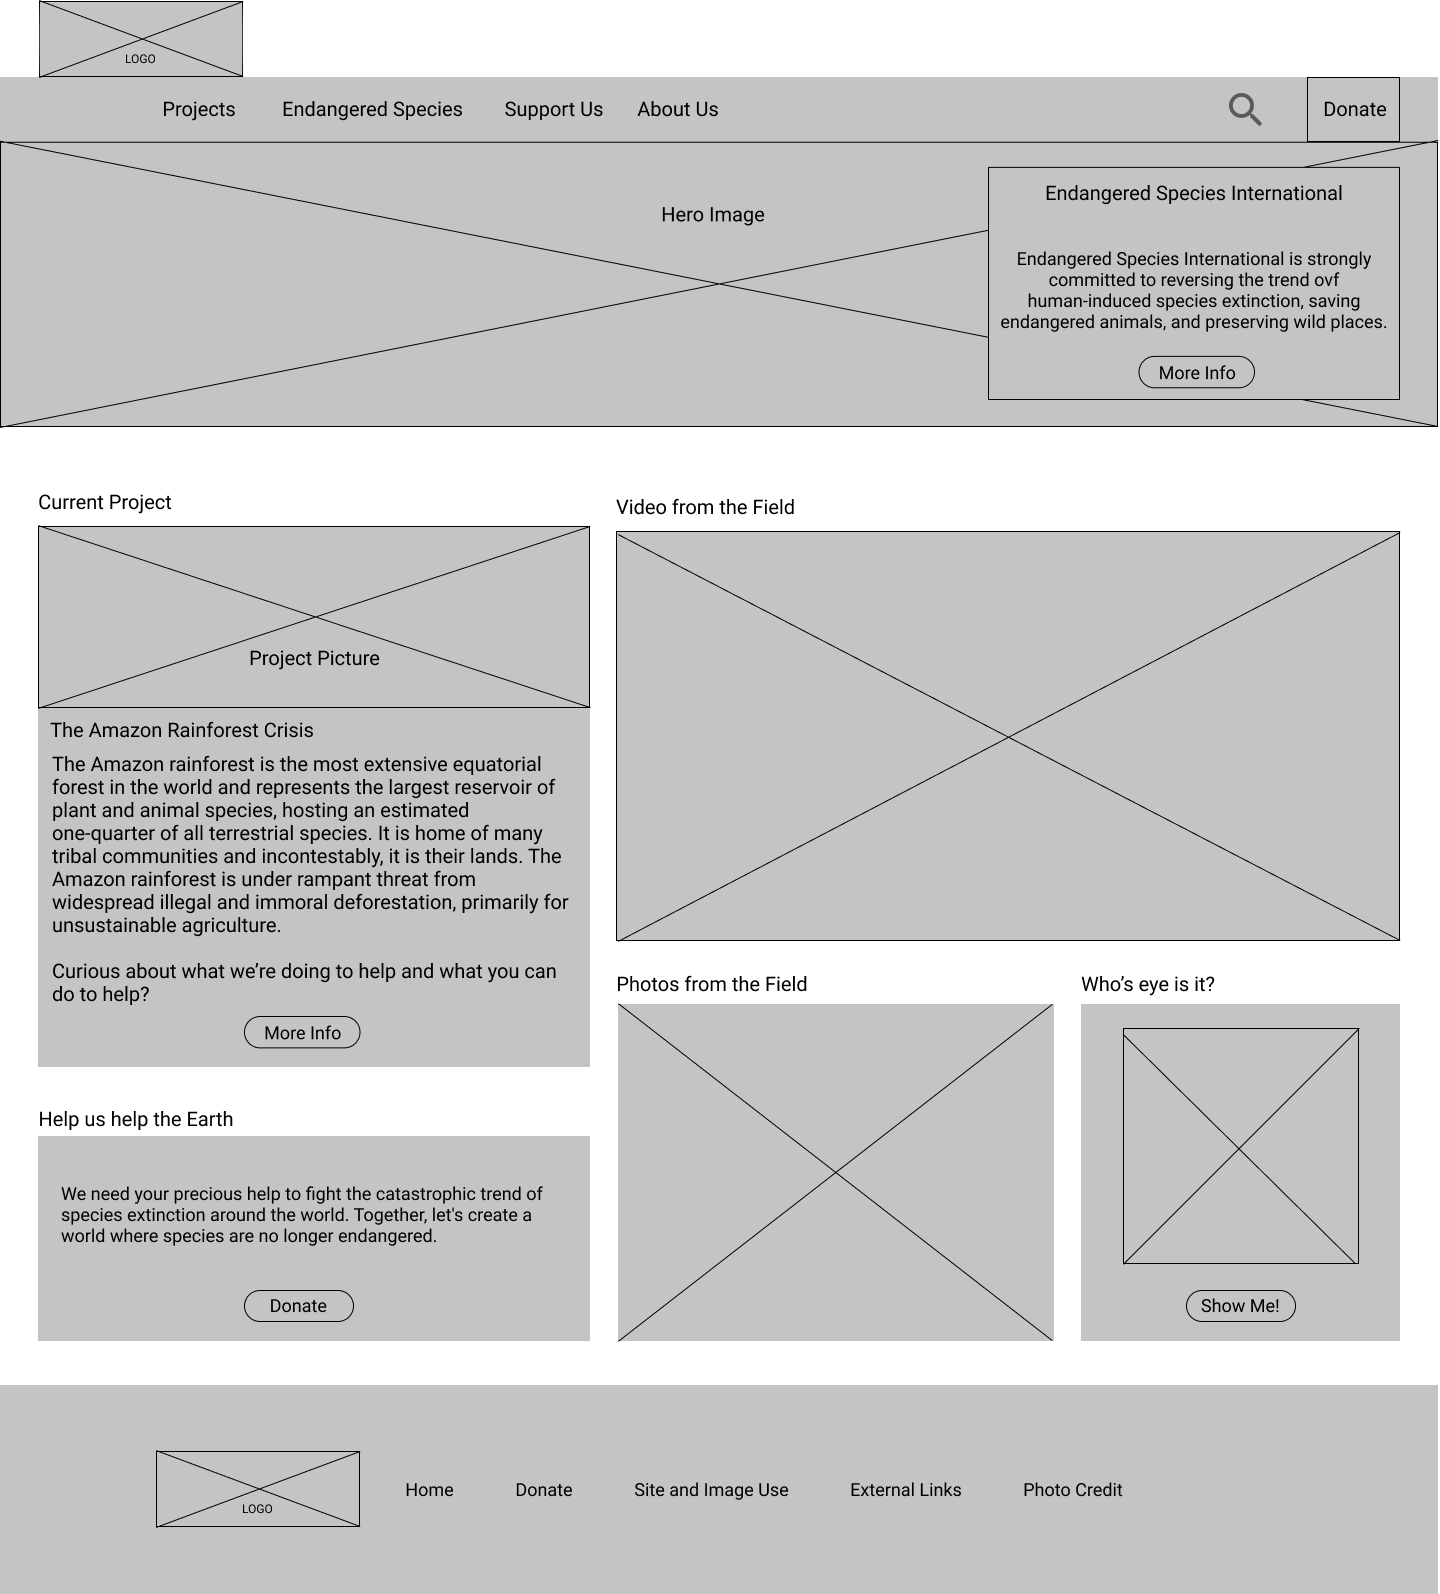 LOGO
Projects
Endangered Species
Support Us
About Us
Donate
Hero Image
Endangered Species International
Endangered Species International is strongly
committed to reversing the trend ovf
human-induced species extinction, saving
endangered animals, and preserving wild places.
More Info
Current Project
Project Picture
The Amazon Rainforest Crisis
The Amazon rainforest is the most extensive equatorial
forest in the world and represents the largest reservoir of
plant and animal species, hosting an estimated
one-quarter of all terrestrial species. It is home of many
tribal communities and incontestably, it is their lands. The
Amazon rainforest is under rampant threat from
widespread illegal and immoral deforestation, primarily for
unsustainable agriculture.
Curious about what we’re doing to help and what you can
do to help?
More Info
Help us help the Earth
We need your precious help to fight the catastrophic trend of
species extinction around the world. Together, let's create a
world where species are no longer endangered.
Donate
Video from the Field
Photos from the Field
Who’s eye is it?
Show Me!
LOGO
Home
Donate
Site and Image Use
External Links
Photo Credit